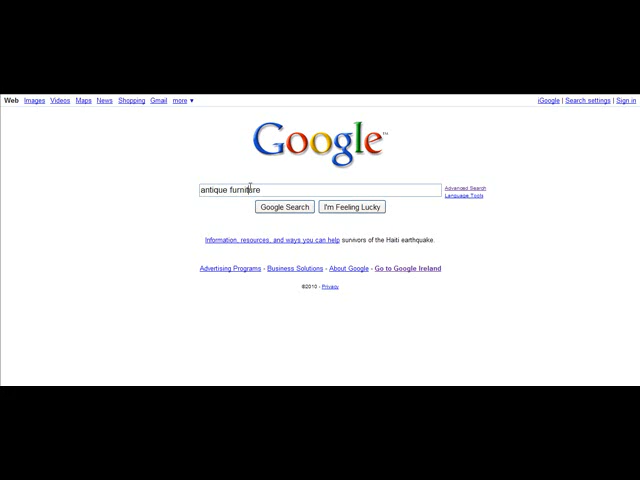 Web Images Videos Maps News Shopping Gmail more ▼ iGoogle | Search settings | Sign in
Google™
antique furniture Advanced Search
Language Tools
Google Search I'm Feeling Lucky
Information, resources, and ways you can help survivors of the Haiti earthquake.
Advertising Programs - Business Solutions - About Google - Go to Google Ireland
©2010 - Privacy